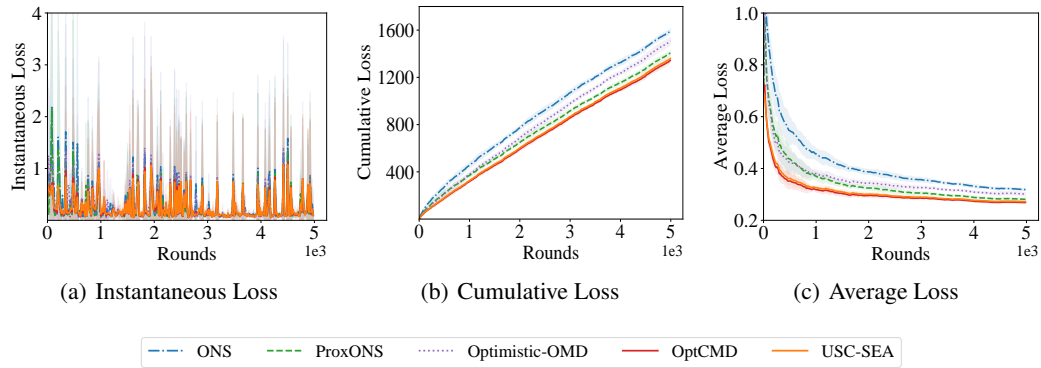 4
3
2
1
0
0 1 2 3 4 5
1e3
Rounds
Instantaneous Loss
(a) Instantaneous Loss
1600
1200
800
400
0 1 2 3 4 5
1e3
Rounds
Cumulative Loss
(b) Cumulative Loss
1.0
0.8
0.6
0.4
0.2
0 1 2 3 4 5
1e3
Rounds
Average Loss
(c) Average Loss
ONS ProxONS Optimistic-OMD OptCMD USC-SEA